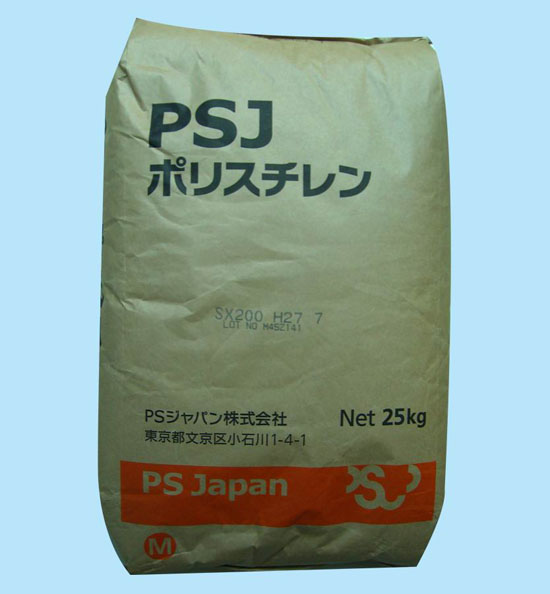 PSJ
ポリスチレン
SX200 H27 7
LOT NO M452141
PSジャパン株式会社
Net 25kg
東京都文京区小石川1-4-1
PS Japan
PSJ
M